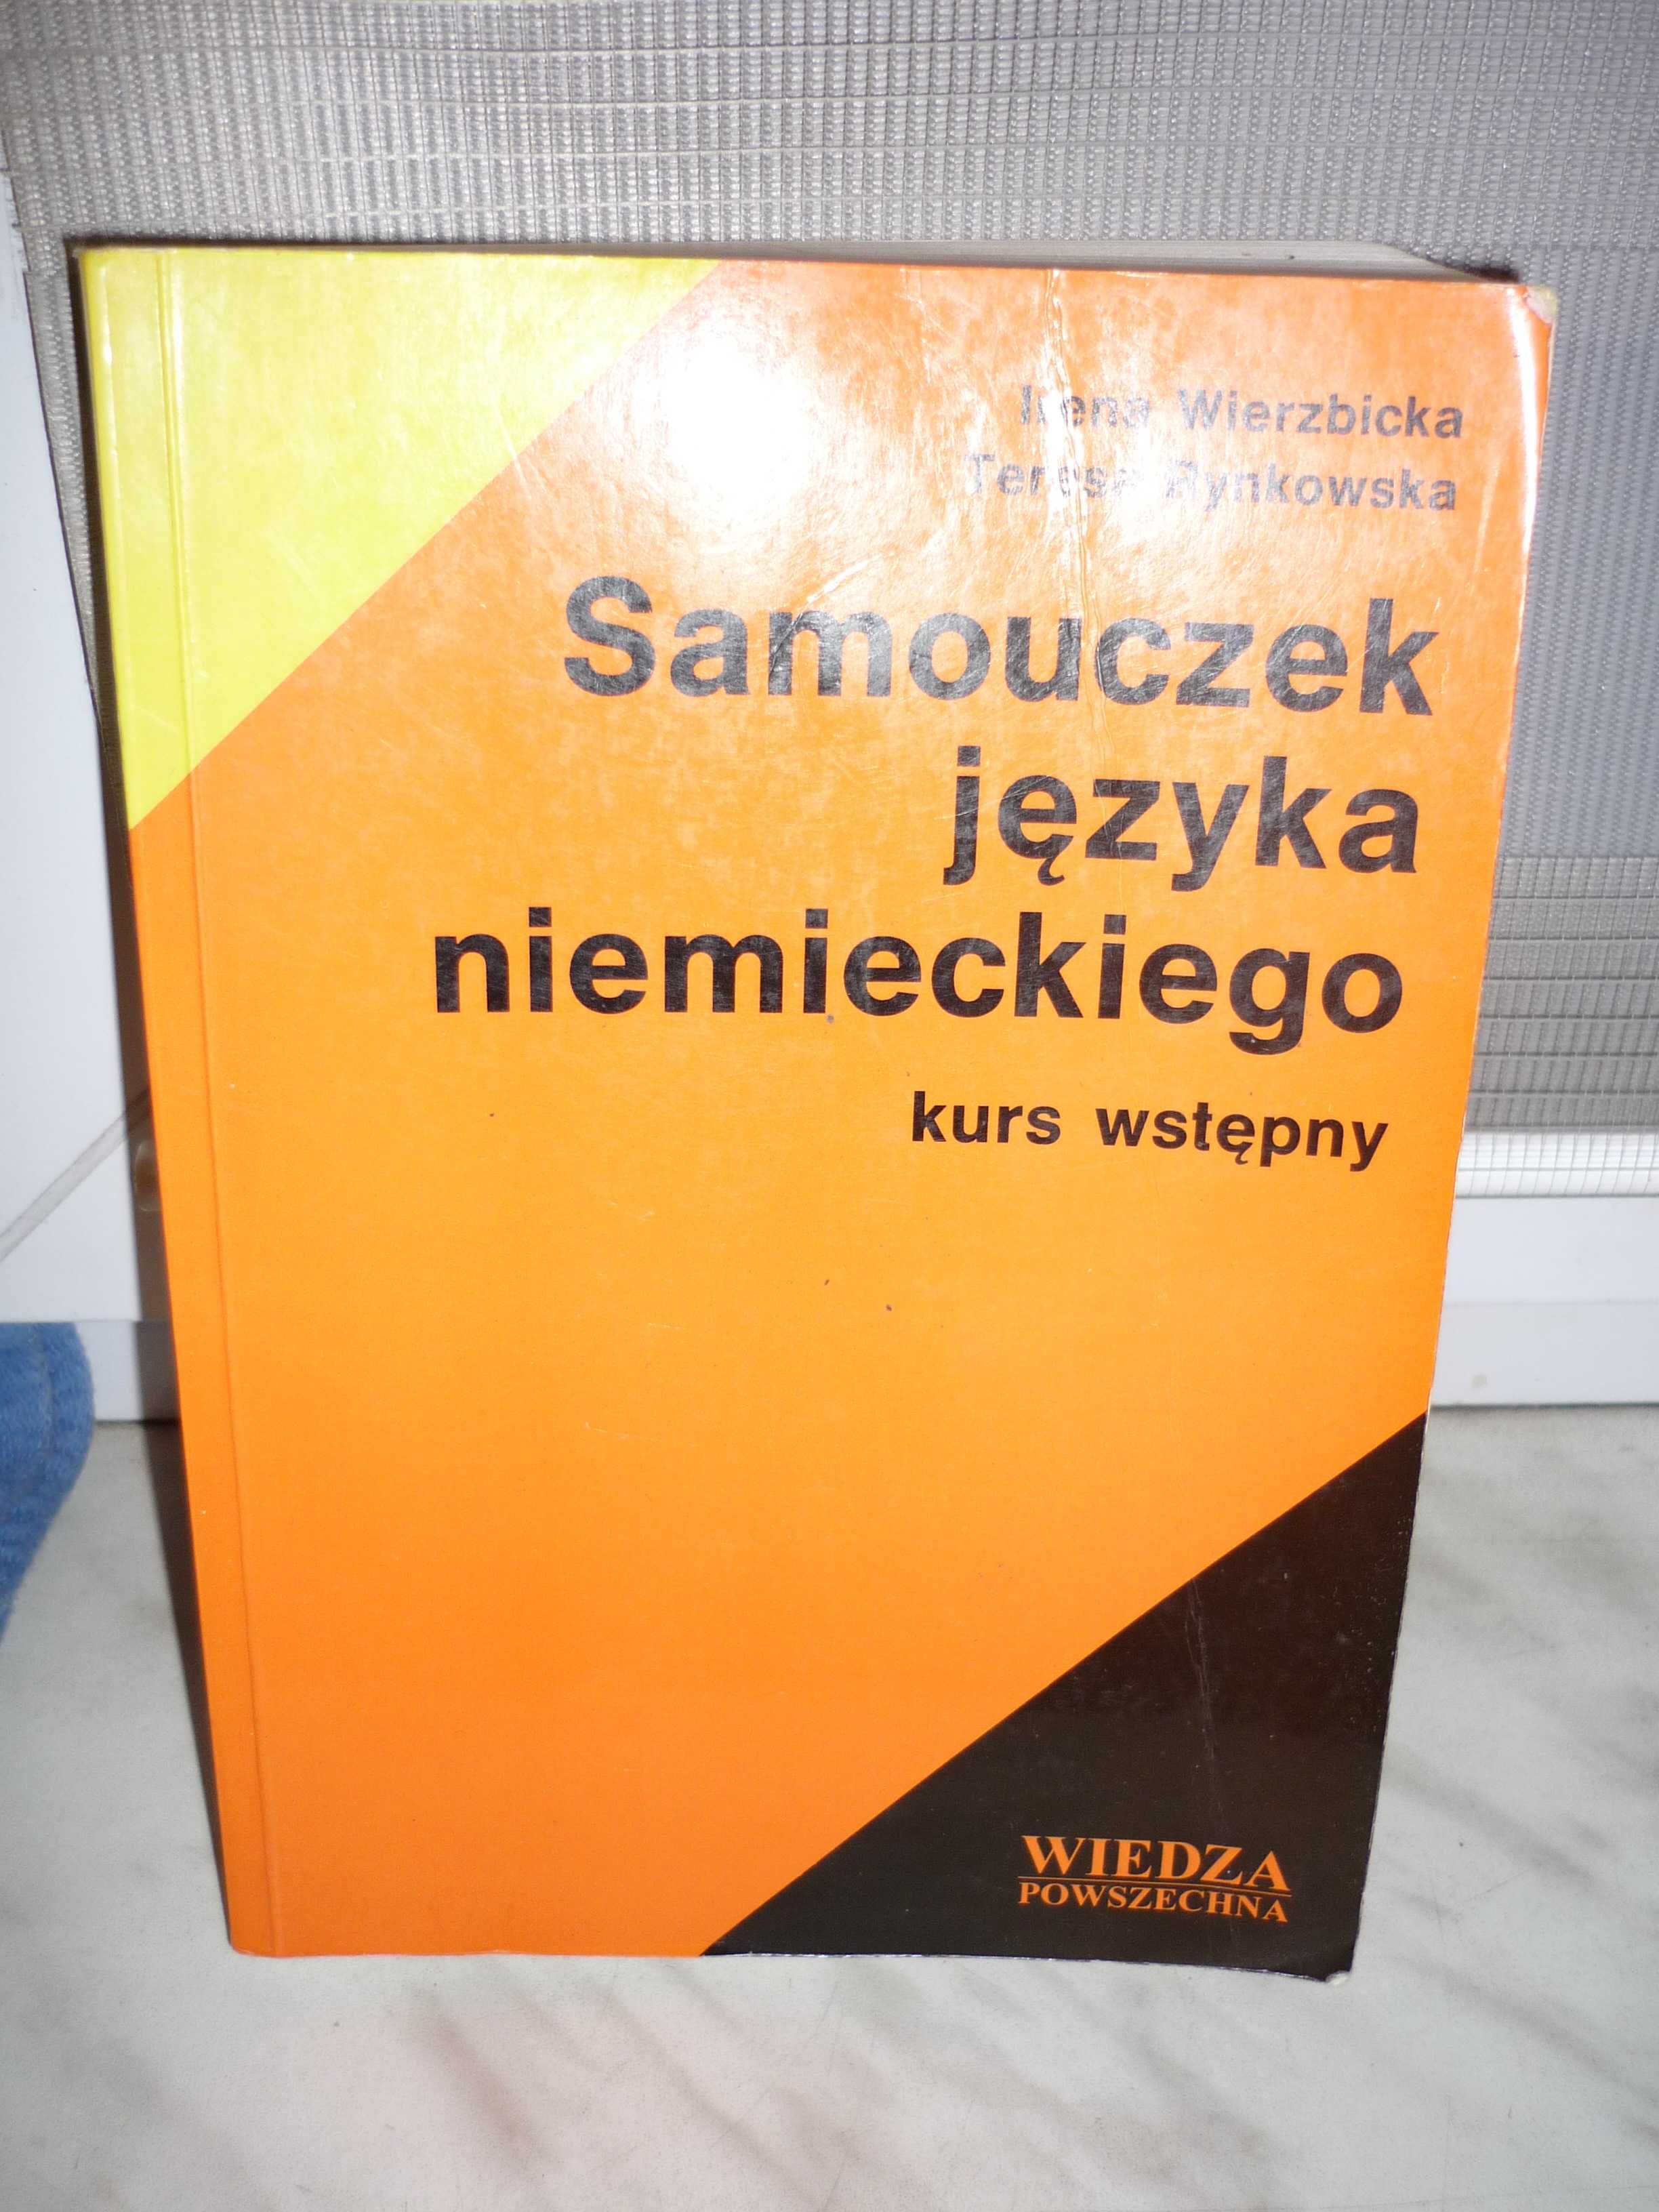 Irena Wierzbicka
Teresa Rynkowska
Samouczek
języka
niemieckiego
kurs wstępny
WIEDZA
POWSZECHNA